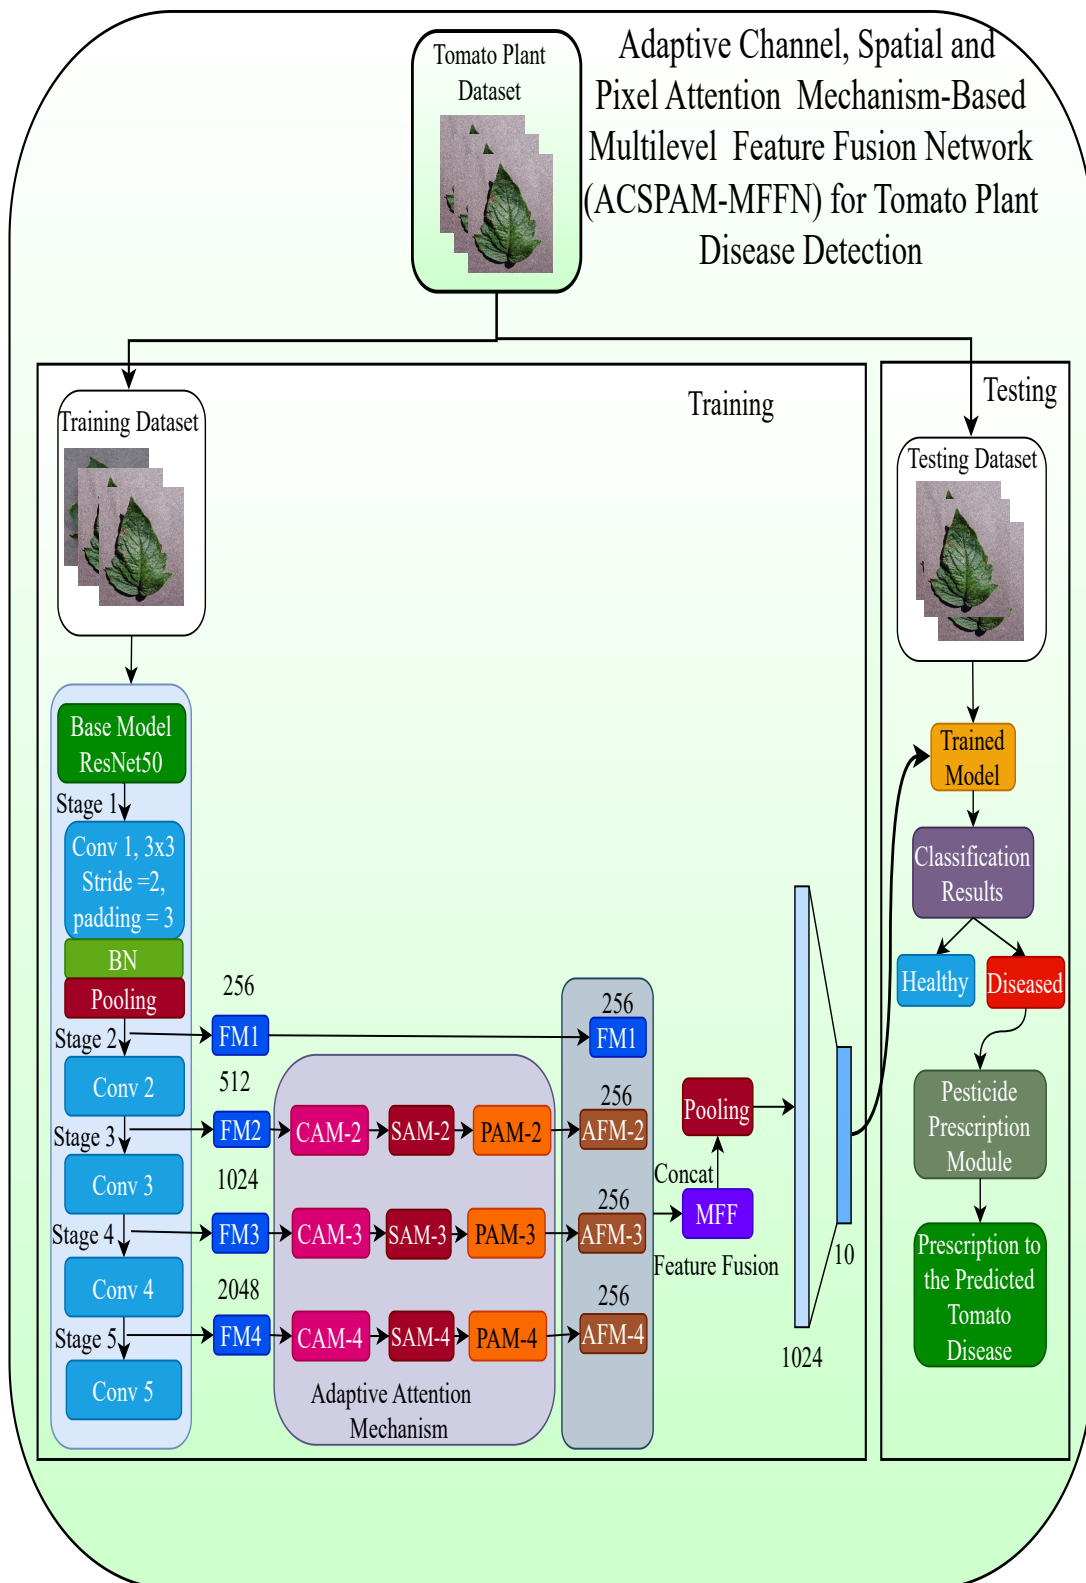 Tomato Plant
Dataset
Adaptive Channel, Spatial and
Pixel Attention Mechanism-Based
Multilevel Feature Fusion Network
(ACSPAM-MFFN) for Tomato Plant
Disease Detection
Training
Training Dataset
Base Model
ResNet50
Stage 1
Conv 1, 3x3
Stride =2,
padding = 3
BN
Pooling
Stage 2
Conv 2
Stage 3
Conv 3
Stage 4
Conv 4
Stage 5
Conv 5
256
FM1
256
FM1
512
FM2
CAM-2
SAM-2
PAM-2
256
AFM-2
1024
FM3
CAM-3
SAM-3
PAM-3
256
AFM-3
2048
FM4
CAM-4
SAM-4
PAM-4
256
AFM-4
Adaptive Attention
Mechanism
Pooling
Concat
MFF
Feature Fusion
1024
10
Testing
Testing Dataset
Trained
Model
Classification
Results
Healthy
Diseased
Pesticide
Prescription
Module
Prescription to
the Predicted
Tomato
Disease